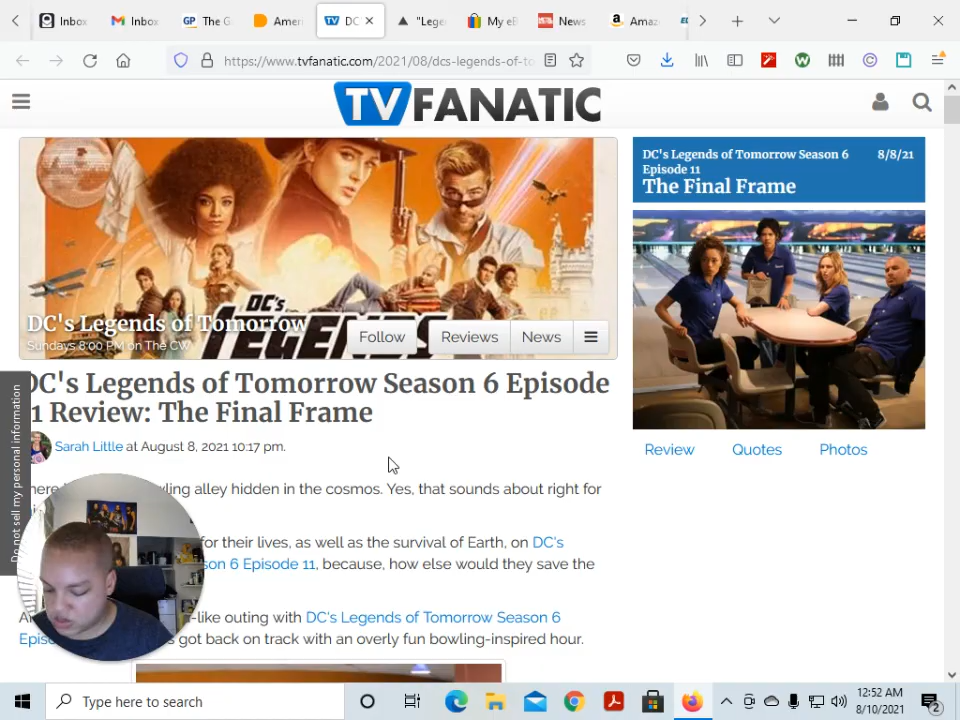 Inbox
Inbo
GP The G
Amer
TV DC
"Lege
My eB
News
Amaz
https://www.tvfanatic.com/2021/08/dcs-legends-of-to
TVFANATIC
DC's Legends of Tomorrow
Sundays 8:00 PM on The CW
DC's
Follow
Reviews
News
DC's Legends of Tomorrow Season 6
Episode 11
8/8/21
The Final Frame
Review
Quotes
Photos
DC's Legends of Tomorrow Season 6 Episode
1 Review: The Final Frame
Sarah Little at August 8, 2021 10:17 pm.
alley hidden in the cosmos. Yes, that sounds about right for
for their lives, as well as the survival of Earth, on DC's
son 6 Episode 11, because, how else would they save the
-like outing with DC's Legends of Tomorrow Season 6
got back on track with an overly fun bowling-inspired hour.
Do not sell my personal information
Type here to search
12:52 AM
8/10/2021
2